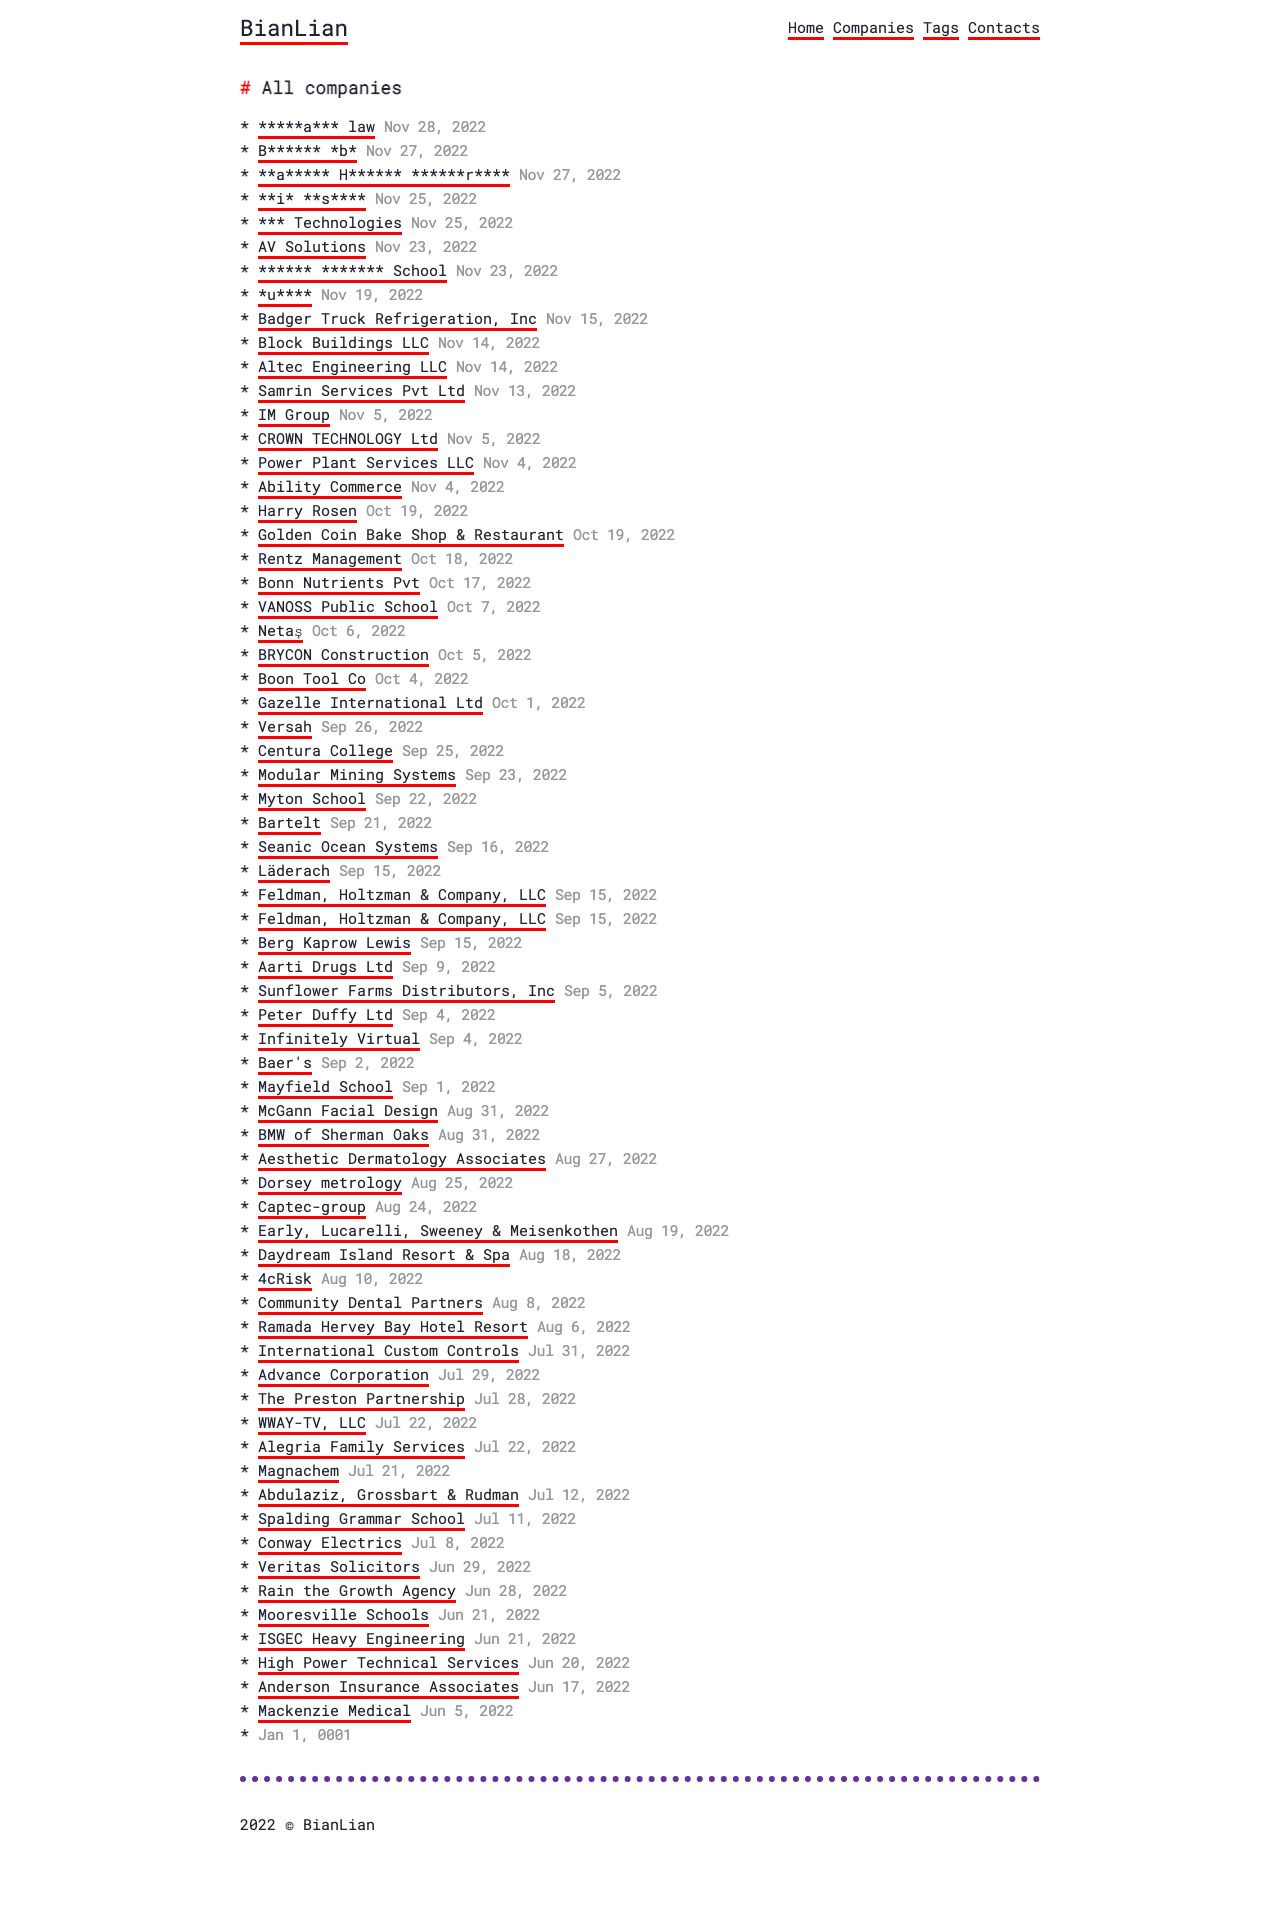 BianLian
Home Companies Tags Contacts
# All companies
* *****a*** law Nov 28, 2022
* B****** *b* Nov 27, 2022
* **a***** H****** ******r**** Nov 27, 2022
* **i* **s**** Nov 25, 2022
* *** Technologies Nov 25, 2022
* AV Solutions Nov 23, 2022
* ****** ******* School Nov 23, 2022
* *u**** Nov 19, 2022
* Badger Truck Refrigeration, Inc Nov 15, 2022
* Block Buildings LLC Nov 14, 2022
* Altec Engineering LLC Nov 14, 2022
* Samrin Services Pvt Ltd Nov 13, 2022
* IM Group Nov 5, 2022
* CROWN TECHNOLOGY Ltd Nov 5, 2022
* Power Plant Services LLC Nov 4, 2022
* Ability Commerce Nov 4, 2022
* Harry Rosen Oct 19, 2022
* Golden Coin Bake Shop & Restaurant Oct 19, 2022
* Rentz Management Oct 18, 2022
* Bonn Nutrients Pvt Oct 17, 2022
* VANOSS Public School Oct 7, 2022
* Netaş Oct 6, 2022
* BRYCON Construction Oct 5, 2022
* Boon Tool Co Oct 4, 2022
* Gazelle International Ltd Oct 1, 2022
* Versah Sep 26, 2022
* Centura College Sep 25, 2022
* Modular Mining Systems Sep 23, 2022
* Myton School Sep 22, 2022
* Bartelt Sep 21, 2022
* Seanic Ocean Systems Sep 16, 2022
* Läderach Sep 15, 2022
* Feldman, Holtzman & Company, LLC Sep 15, 2022
* Feldman, Holtzman & Company, LLC Sep 15, 2022
* Berg Kaprow Lewis Sep 15, 2022
* Aarti Drugs Ltd Sep 9, 2022
* Sunflower Farms Distributors, Inc Sep 5, 2022
* Peter Duffy Ltd Sep 4, 2022
* Infinitely Virtual Sep 4, 2022
* Baer's Sep 2, 2022
* Mayfield School Sep 1, 2022
* McGann Facial Design Aug 31, 2022
* BMW of Sherman Oaks Aug 31, 2022
* Aesthetic Dermatology Associates Aug 27, 2022
* Dorsey metrology Aug 25, 2022
* Captec-group Aug 24, 2022
* Early, Lucarelli, Sweeney & Meisenkothen Aug 19, 2022
* Daydream Island Resort & Spa Aug 18, 2022
* 4cRisk Aug 10, 2022
* Community Dental Partners Aug 8, 2022
* Ramada Hervey Bay Hotel Resort Aug 6, 2022
* International Custom Controls Jul 31, 2022
* Advance Corporation Jul 29, 2022
* The Preston Partnership Jul 28, 2022
* WWAY-TV, LLC Jul 22, 2022
* Alegria Family Services Jul 22, 2022
* Magnachem Jul 21, 2022
* Abdulaziz, Grossbart & Rudman Jul 12, 2022
* Spalding Grammar School Jul 11, 2022
* Conway Electrics Jul 8, 2022
* Veritas Solicitors Jun 29, 2022
* Rain the Growth Agency Jun 28, 2022
* Mooresville Schools Jun 21, 2022
* ISGEC Heavy Engineering Jun 21, 2022
* High Power Technical Services Jun 20, 2022
* Anderson Insurance Associates Jun 17, 2022
* Mackenzie Medical Jun 5, 2022
* Jan 1, 0001
2022 © BianLian